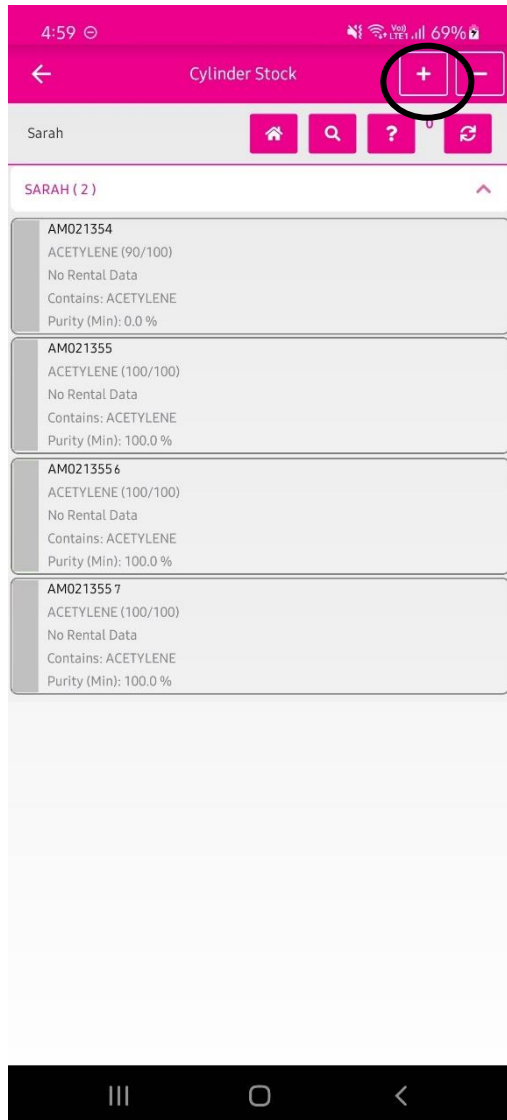 4:59
Vo)) LTE1 69%
Cylinder Stock
+ −
Sarah
? 0
SARAH ( 2 )
AM021354
ACETYLENE (90/100)
No Rental Data
Contains: ACETYLENE
Purity (Min): 0.0 %
AM021355
ACETYLENE (100/100)
No Rental Data
Contains: ACETYLENE
Purity (Min): 100.0 %
AM0213556
ACETYLENE (100/100)
No Rental Data
Contains: ACETYLENE
Purity (Min): 100.0 %
AM0213557
ACETYLENE (100/100)
No Rental Data
Contains: ACETYLENE
Purity (Min): 100.0 %